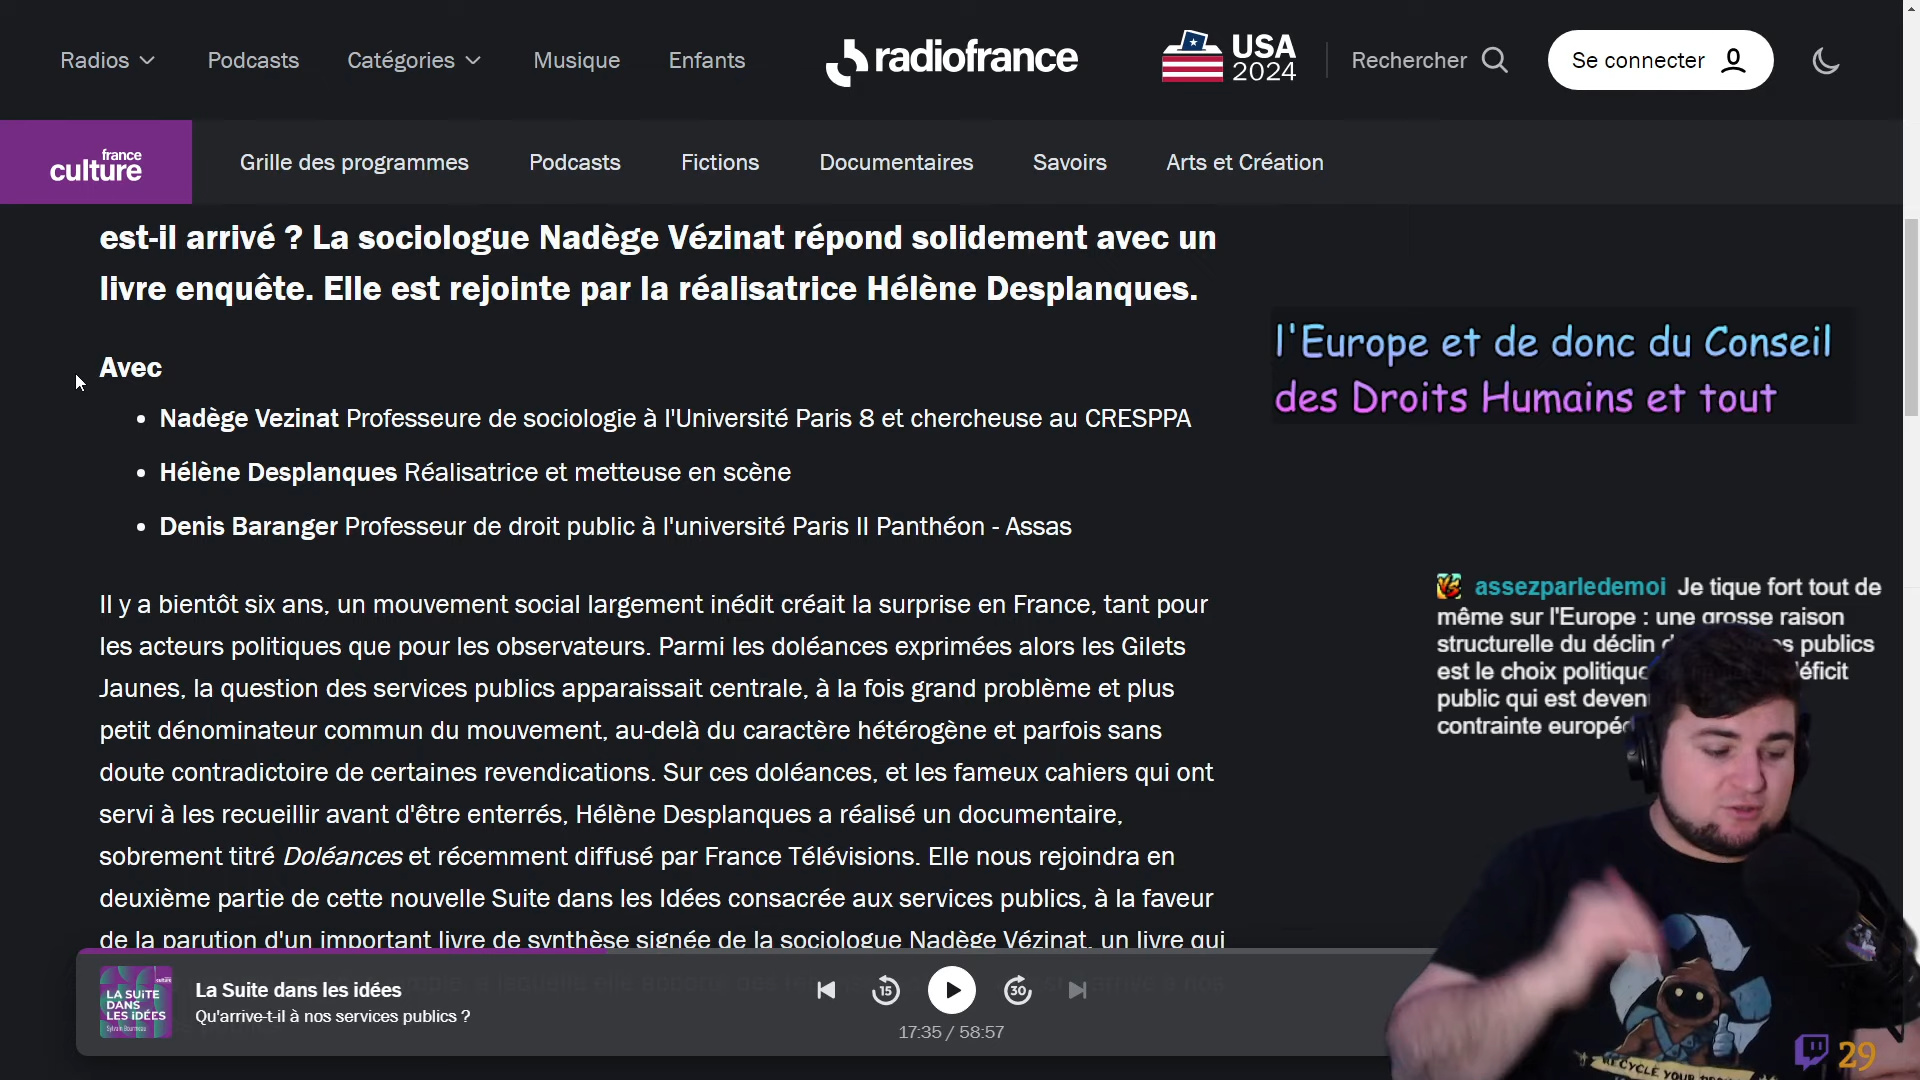 Radios
Podcasts
Catégories
Musique
Enfants
radiofrance
USA
2024
Rechercher
Se connecter
france
culture
Grille des programmes
Podcasts
Fictions
Documentaires
Savoirs
Arts et Création
est-il arrivé ? La sociologue Nadège Vézinat répond solidement avec un
livre enquête. Elle est rejointe par la réalisatrice Hélène Desplanques.
Avec
• Nadège Vezinat Professeure de sociologie à l'Université Paris 8 et chercheuse au CRESPPA
• Hélène Desplanques Réalisatrice et metteuse en scène
• Denis Baranger Professeur de droit public à l'université Paris II Panthéon - Assas
Il y a bientôt six ans, un mouvement social largement inédit créait la surprise en France, tant pour
les acteurs politiques que pour les observateurs. Parmi les doléances exprimées alors les Gilets
Jaunes, la question des services publics apparaissait centrale, à la fois grand problème et plus
petit dénominateur commun du mouvement, au-delà du caractère hétérogène et parfois sans
doute contradictoire de certaines revendications. Sur ces doléances, et les fameux cahiers qui ont
servi à les recueillir avant d'être enterrés, Hélène Desplanques a réalisé un documentaire,
sobrement titré Doléances et récemment diffusé par France Télévisions. Elle nous rejoindra en
deuxième partie de cette nouvelle Suite dans les Idées consacrée aux services publics, à la faveur
de la parution d'un important livre de synthèse signée de la sociologue Nadège Vézinat, un livre qui
l'Europe et de donc du Conseil
des Droits Humains et tout
assezparledemoi Je tique fort tout de
même sur l'Europe : une grosse raison
structurelle du déclin publics
est le choix politique déficit
public qui est
contrainte
LA SUITE
DANS
LES IDÉES
Sylvain Bourmeau
La Suite dans les idées
Qu'arrive-t-il à nos services publics ?
15
30
17:35 / 58:57
RECYCLE YOUR
29